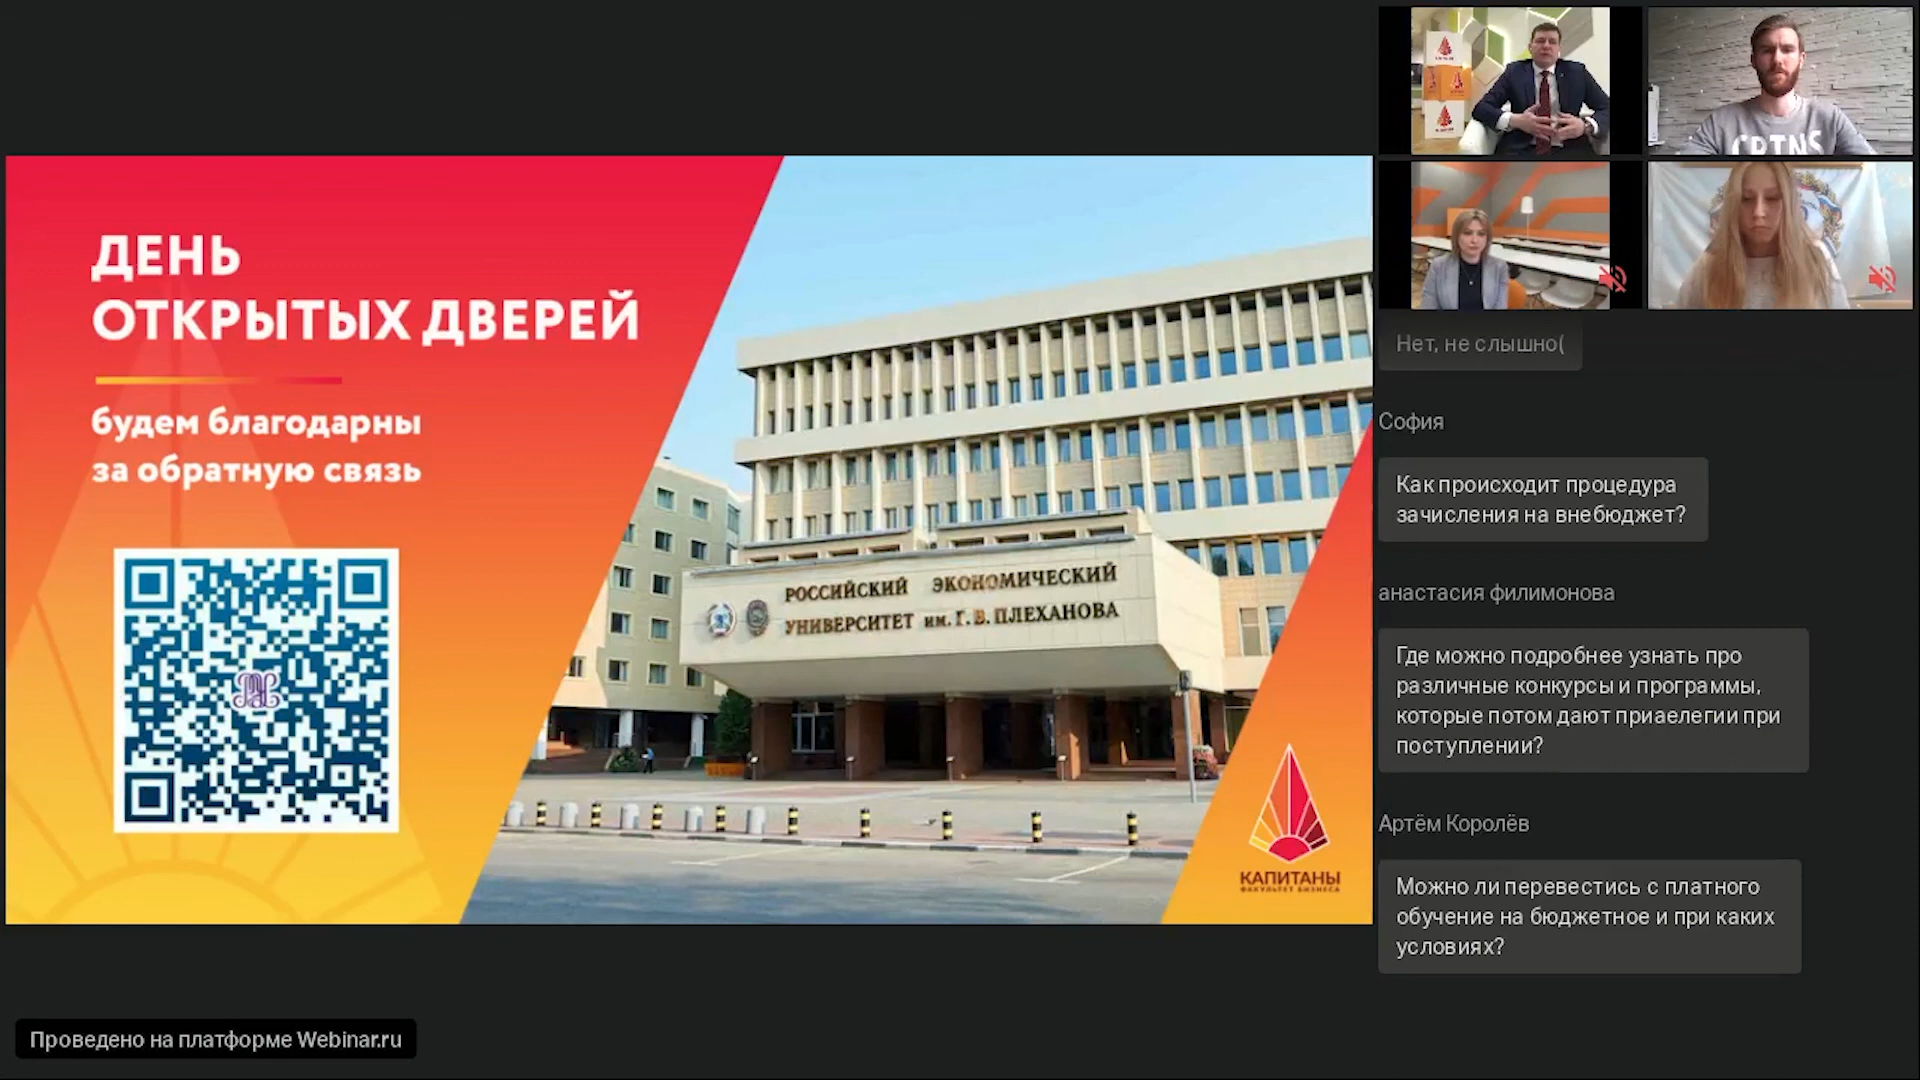 ДЕНЬ
ОТКРЫТЫХ ДВЕРЕЙ
будем благодарны
за обратную связь
РОССИЙСКИЙ ЭКОНОМИЧЕСКИЙ
УНИВЕРСИТЕТ им. Г. В. ПЛЕХАНОВА
КАПИТАНЫ
ФАКУЛЬТЕТ БИЗНЕСА
CPTNS
Нет, не слышно(
София
Как происходит процедура
зачисления на внебюджет?
анастасия филимонова
Где можно подробнее узнать про
различные конкурсы и программы,
которые потом дают приаелегии при
поступлении?
Артём Королёв
Можно ли перевестись с платного
обучение на бюджетное и при каких
условиях?
Проведено на платформе Webinar.ru